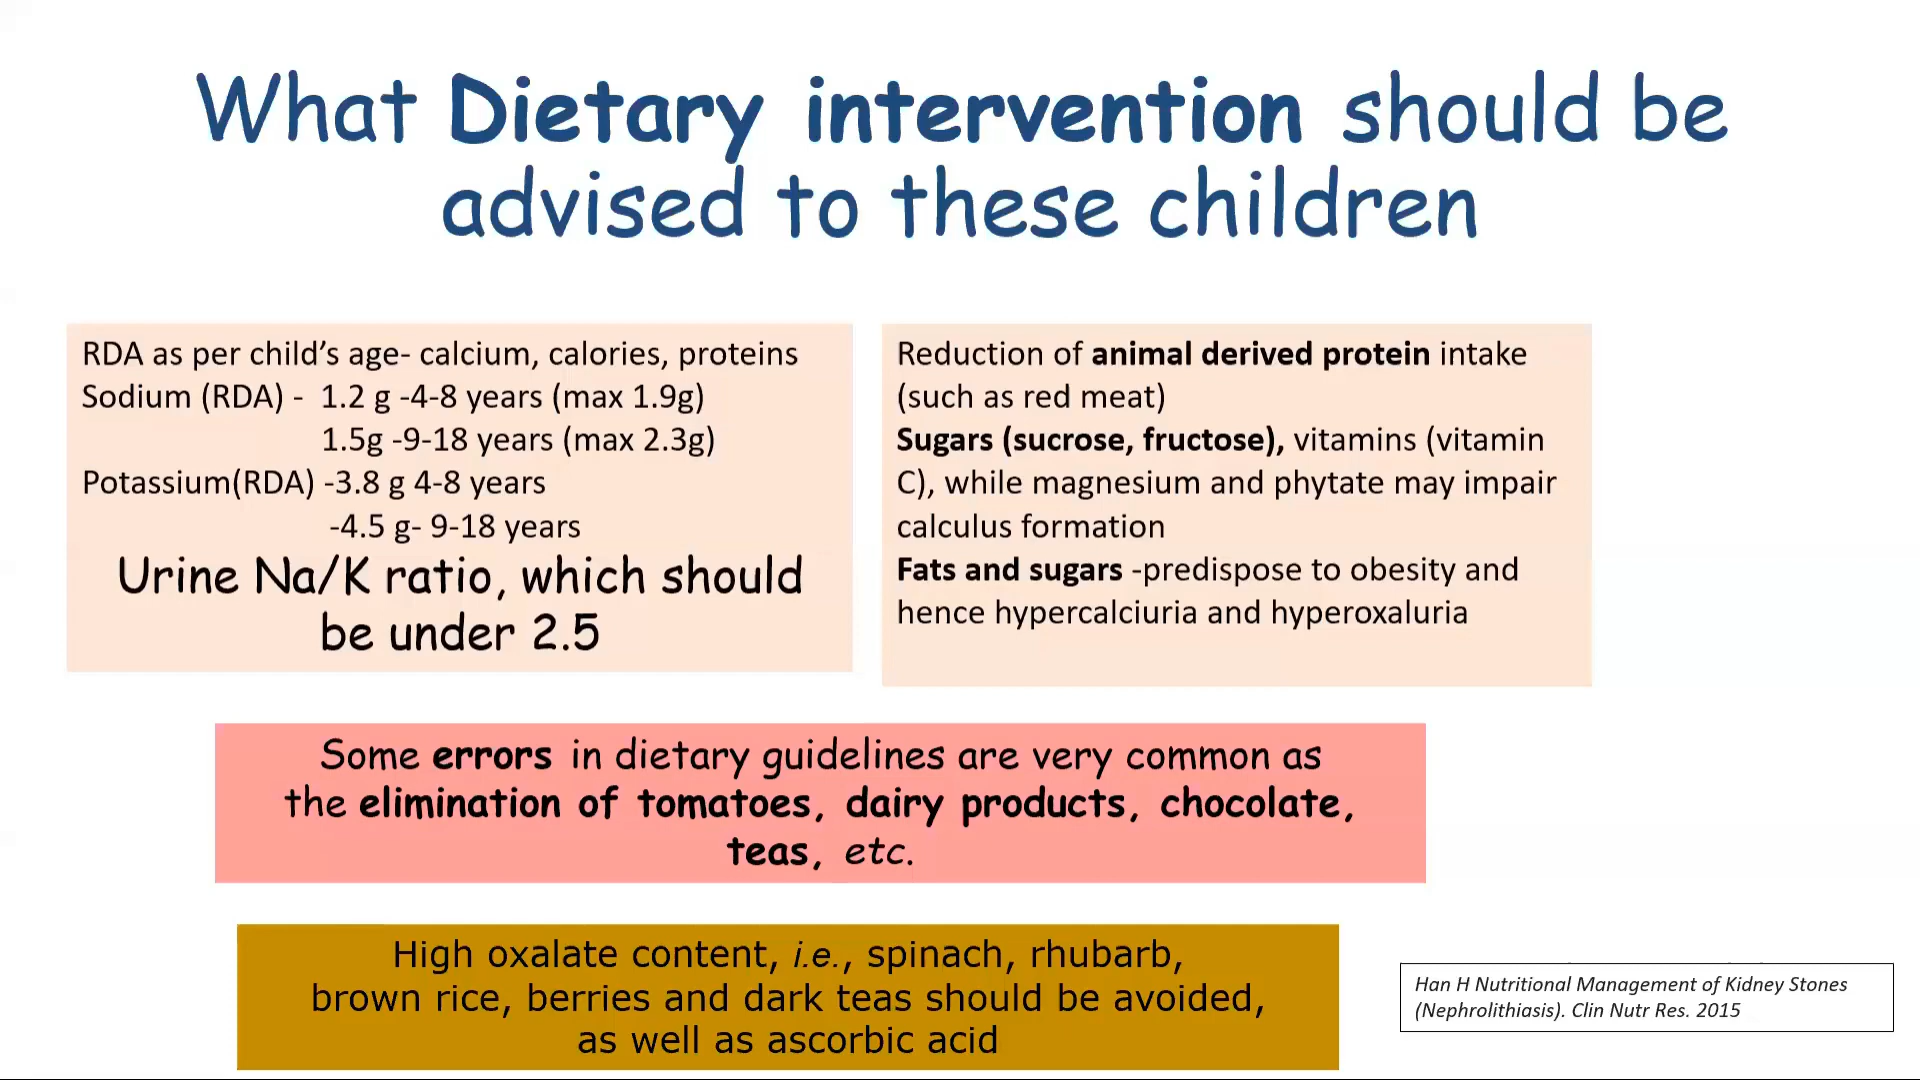 What Dietary intervention should be
advised to these children
RDA as per child’s age- calcium, calories, proteins
Sodium (RDA) - 1.2 g -4-8 years (max 1.9g)
1.5g -9-18 years (max 2.3g)
Potassium(RDA) -3.8 g 4-8 years
-4.5 g- 9-18 years
Urine Na/K ratio, which should
be under 2.5
Reduction of animal derived protein intake
(such as red meat)
Sugars (sucrose, fructose), vitamins (vitamin
C), while magnesium and phytate may impair
calculus formation
Fats and sugars -predispose to obesity and
hence hypercalciuria and hyperoxaluria
Some errors in dietary guidelines are very common as
the elimination of tomatoes, dairy products, chocolate,
teas, etc.
High oxalate content, i.e., spinach, rhubarb,
brown rice, berries and dark teas should be avoided,
as well as ascorbic acid
Han H Nutritional Management of Kidney Stones
(Nephrolithiasis). Clin Nutr Res. 2015